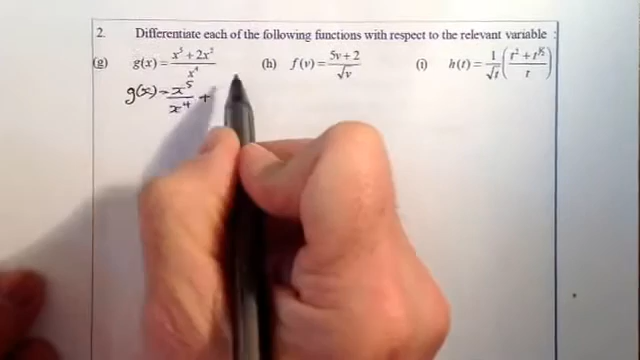 2. Differentiate each of the following functions with respect to the relevant variable :
(g) g(x) = (x⁵ + 2x²)/x⁴ (h) f(v) = (5v + 2)/√v (i) h(t) = 1/√t ((t² + t^½)/t)
g(x) = x⁵/x⁴ +